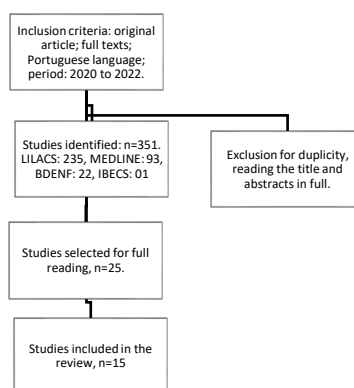 Inclusion criteria: original
article; full texts;
Portuguese language;
period: 2020 to 2022.
Studies identified: n=351.
LILACS: 235, MEDLINE: 93,
BDENF: 22, IBECS: 01
Exclusion for duplicity,
reading the title and
abstracts in full.
Studies selected for full
reading, n=25.
Studies included in the
review, n=15